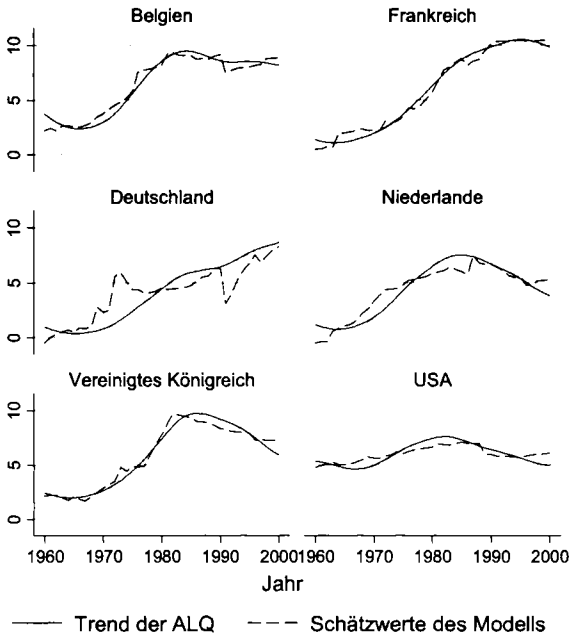 Belgien Frankreich
10
5
0
Deutschland Niederlande
10
5
0
Vereinigtes Königreich USA
10
5
0
1960 1970 1980 1990 2000 1960 1970 1980 1990 2000
Jahr
Trend der ALQ Schätzwerte des Modells